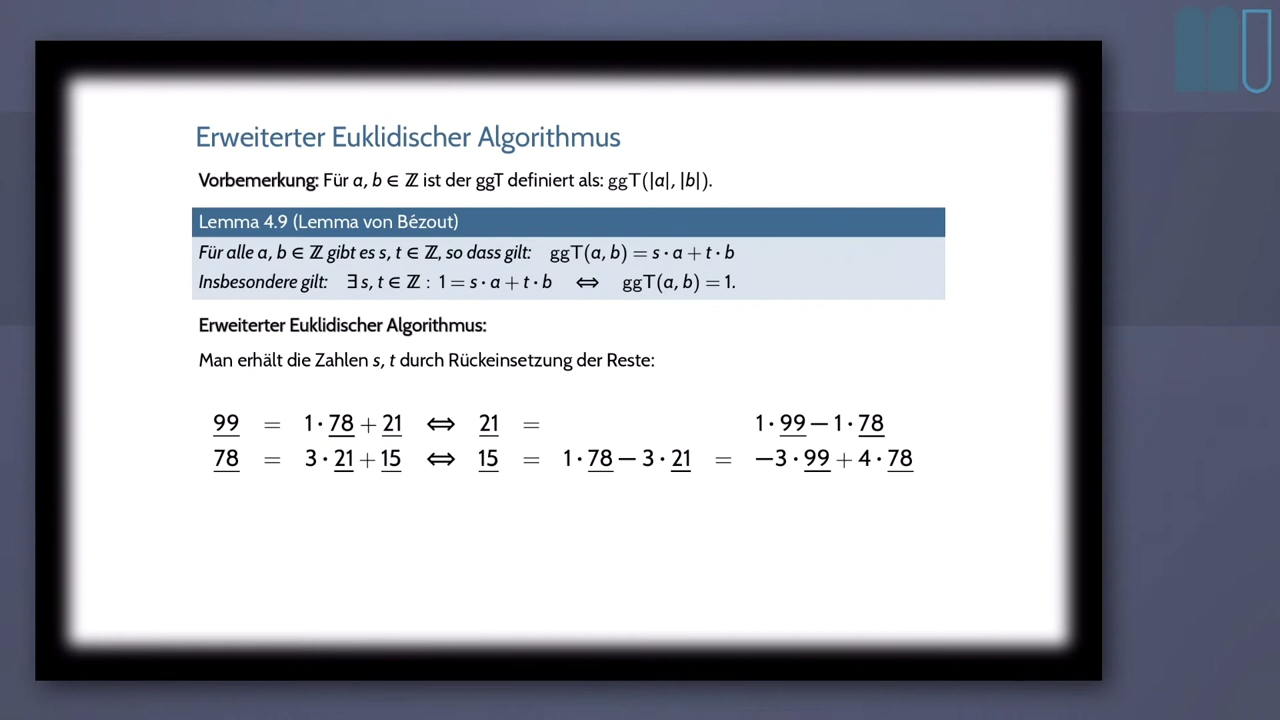 Erweiterter Euklidischer Algorithmus
Vorbemerkung: Für a, b ∈ ℤ ist der ggT definiert als: ggT(|a|, |b|).
Lemma 4.9 (Lemma von Bézout)
Für alle a, b ∈ ℤ gibt es s, t ∈ ℤ, so dass gilt: ggT(a, b) = s · a + t · b
Insbesondere gilt: ∃ s, t ∈ ℤ : 1 = s · a + t · b ⇔ ggT(a, b) = 1.
Erweiterter Euklidischer Algorithmus:
Man erhält die Zahlen s, t durch Rückeinsetzung der Reste:
99 = 1 · 78 + 21 ⇔ 21 = 1 · 99 − 1 · 78
78 = 3 · 21 + 15 ⇔ 15 = 1 · 78 − 3 · 21 = −3 · 99 + 4 · 78